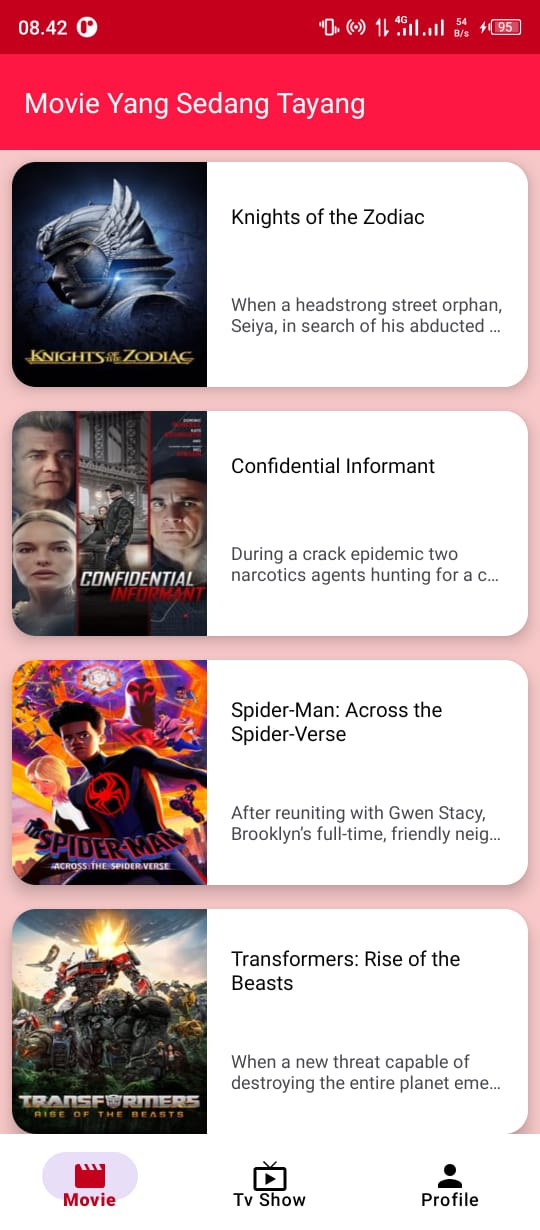 08.42
4G
54
B/s
95
Movie Yang Sedang Tayang
KNIGHTS OF THE ZODIAC
Knights of the Zodiac
When a headstrong street orphan,
Seiya, in search of his abducted ...
CONFIDENTIAL
INFORMANT
Confidential Informant
During a crack epidemic two
narcotics agents hunting for a c...
SPIDER-MAN
ACROSS THE SPIDER-VERSE
Spider-Man: Across the
Spider-Verse
After reuniting with Gwen Stacy,
Brooklyn's full-time, friendly neig...
TRANSFORMERS
RISE OF THE BEASTS
Transformers: Rise of the
Beasts
When a new threat capable of
destroying the entire planet eme...
Movie
Tv Show
Profile